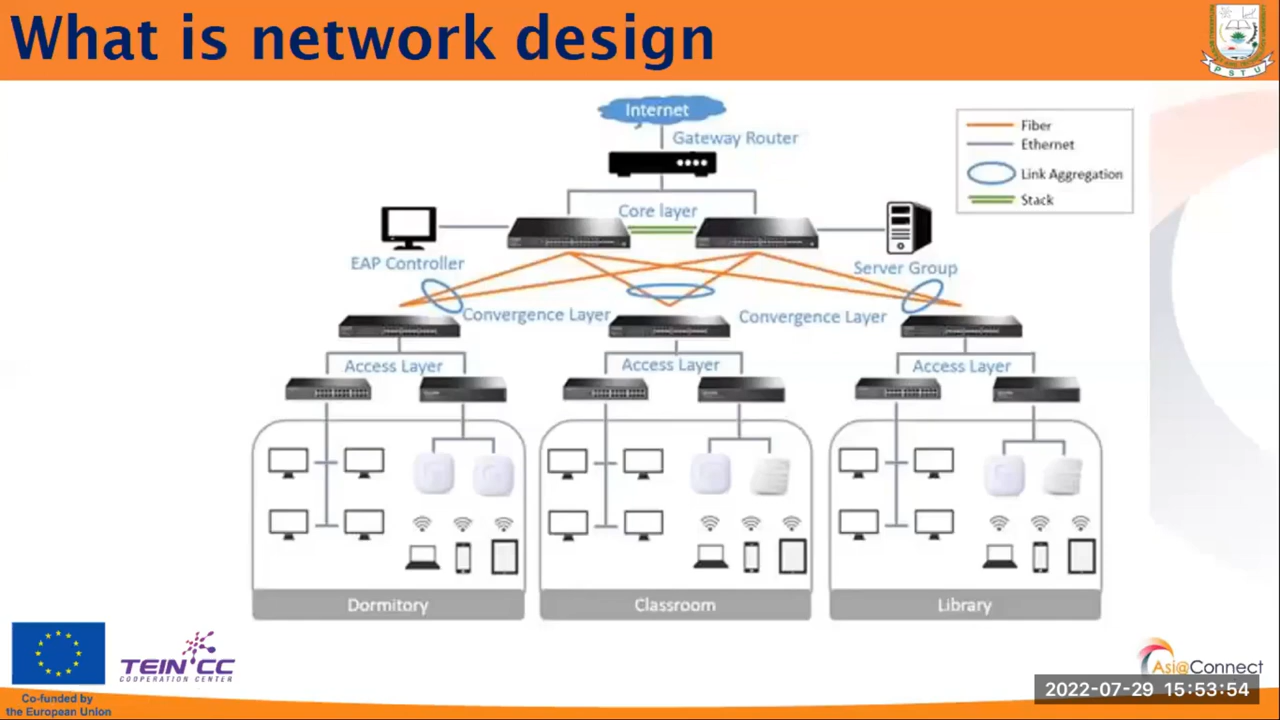 What is network design
PSTU
Internet
Gateway Router
Fiber
Ethernet
Link Aggregation
Stack
Core layer
EAP Controller
Server Group
Convergence Layer
Convergence Layer
Access Layer
Access Layer
Access Layer
Dormitory
Classroom
Library
TEIN*CC
COOPERATION CENTER
Asi@Connect
2022-07-29 15:53:54
Co-funded by
the European Union